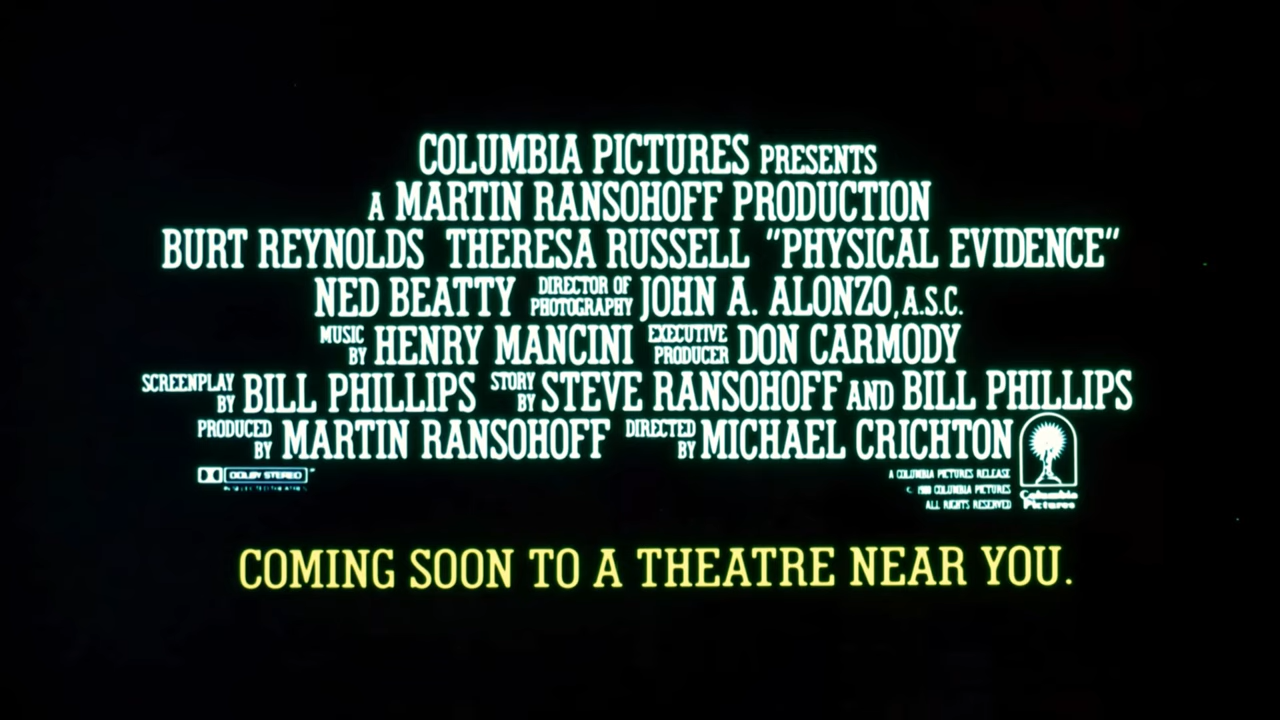 COLUMBIA PICTURES PRESENTS
A MARTIN RANSOHOFF PRODUCTION
BURT REYNOLDS THERESA RUSSELL "PHYSICAL EVIDENCE"
NED BEATTY DIRECTOR OF PHOTOGRAPHY JOHN A. ALONZO, A.S.C.
MUSIC BY HENRY MANCINI EXECUTIVE PRODUCER DON CARMODY
SCREENPLAY BY BILL PHILLIPS STORY BY STEVE RANSOHOFF AND BILL PHILLIPS
PRODUCED BY MARTIN RANSOHOFF DIRECTED BY MICHAEL CRICHTON
DOLBY STEREO
A COLUMBIA PICTURES RELEASE
© 1988 COLUMBIA PICTURES
ALL RIGHTS RESERVED
Columbia
Pictures
COMING SOON TO A THEATRE NEAR YOU.